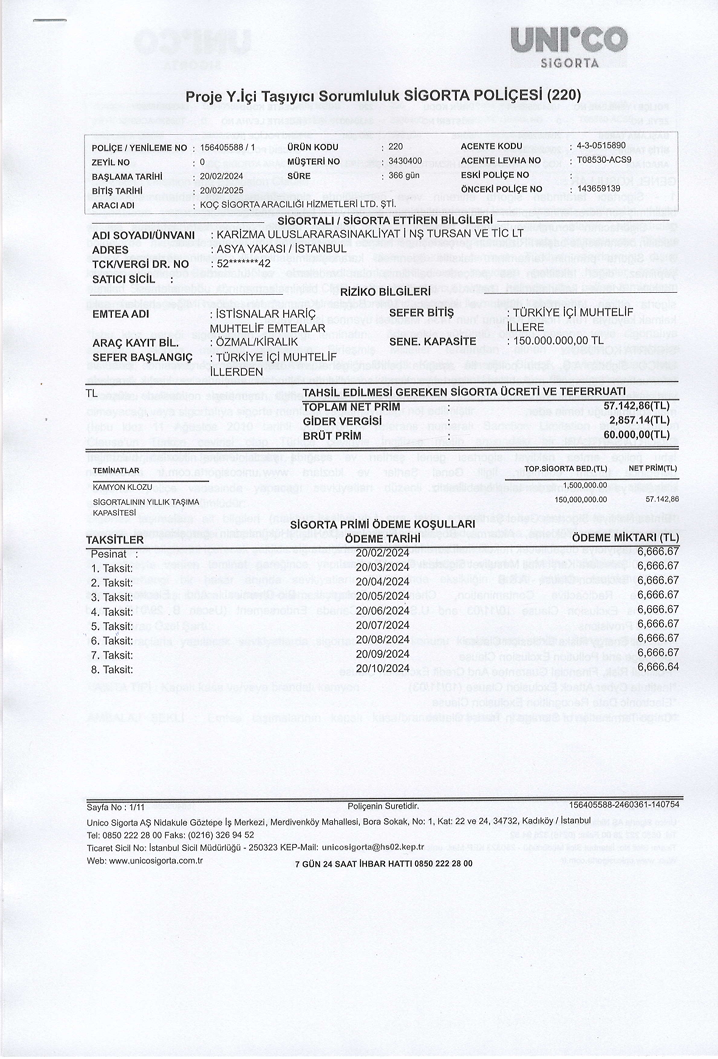 UNI•CO
SİGORTA
Proje Y.İçi Taşıyıcı Sorumluluk SİGORTA POLİÇESİ (220)
POLİÇE / YENİLEME NO : 156405588 / 1 ÜRÜN KODU : 220 ACENTE KODU : 4-3-0515890
ZEYİL NO : 0 MÜŞTERİ NO : 3430400 ACENTE LEVHA NO : T08530-ACS9
BAŞLAMA TARİHİ : 20/02/2024 SÜRE : 366 gün ESKİ POLİÇE NO :
BİTİŞ TARİHİ : 20/02/2025 ÖNCEKİ POLİÇE NO : 143659139
ARACI ADI : KOÇ SİGORTA ARACILIĞI HİZMETLERİ LTD. ŞTİ.
SİGORTALI / SİGORTA ETTİREN BİLGİLERİ
ADI SOYADI/ÜNVANI : KARİZMA ULUSLARARASINAKLİYAT İ NŞ TURSAN VE TİC LT
ADRES : ASYA YAKASI / İSTANBUL
TCK/VERGİ DR. NO : 52*******42
SATICI SİCİL :
RİZİKO BİLGİLERİ
EMTEA ADI : İSTİSNALAR HARİÇ SEFER BİTİŞ : TÜRKİYE İÇİ MUHTELİF
MUHTELİF EMTEALAR İLLERE
ARAÇ KAYIT BİL. : ÖZMAL/KİRALIK SENE. KAPASİTE : 150.000.000,00 TL
SEFER BAŞLANGIÇ : TÜRKİYE İÇİ MUHTELİF
İLLERDEN
TL TAHSİL EDİLMESİ GEREKEN SİGORTA ÜCRETİ VE TEFERRUATI
TOPLAM NET PRİM : 57.142,86(TL)
GİDER VERGİSİ : 2,857.14(TL)
BRÜT PRİM : 60.000,00(TL)
TEMİNATLAR TOP.SİGORTA BED.(TL) NET PRİM(TL)
KAMYON KLOZU 1,500,000.00
SİGORTALININ YILLIK TAŞIMA 150,000,000.00 57.142,86
KAPASİTESİ
SİGORTA PRİMİ ÖDEME KOŞULLARI
TAKSİTLER ÖDEME TARİHİ ÖDEME MİKTARI (TL)
Peşinat : 20/02/2024 6,666.67
1. Taksit: 20/03/2024 6,666.67
2. Taksit: 20/04/2024 6,666.67
3. Taksit: 20/05/2024 6,666.67
4. Taksit: 20/06/2024 6,666.67
5. Taksit: 20/07/2024 6,666.67
6. Taksit: 20/08/2024 6,666.67
7. Taksit: 20/09/2024 6,666.67
8. Taksit: 20/10/2024 6,666.64
Sayfa No : 1/11 Poliçenin Suretidir. 156405588-2460361-140754
Unico Sigorta AŞ Nidakule Göztepe İş Merkezi, Merdivenköy Mahallesi, Bora Sokak, No: 1, Kat: 22 ve 24, 34732, Kadıköy / İstanbul
Tel: 0850 222 28 00 Faks: (0216) 326 94 52
Ticaret Sicil No: İstanbul Sicil Müdürlüğü - 250323 KEP-Mail: unicosigorta@hs02.kep.tr
Web: www.unicosigorta.com.tr 7 GÜN 24 SAAT İHBAR HATTI 0850 222 28 00